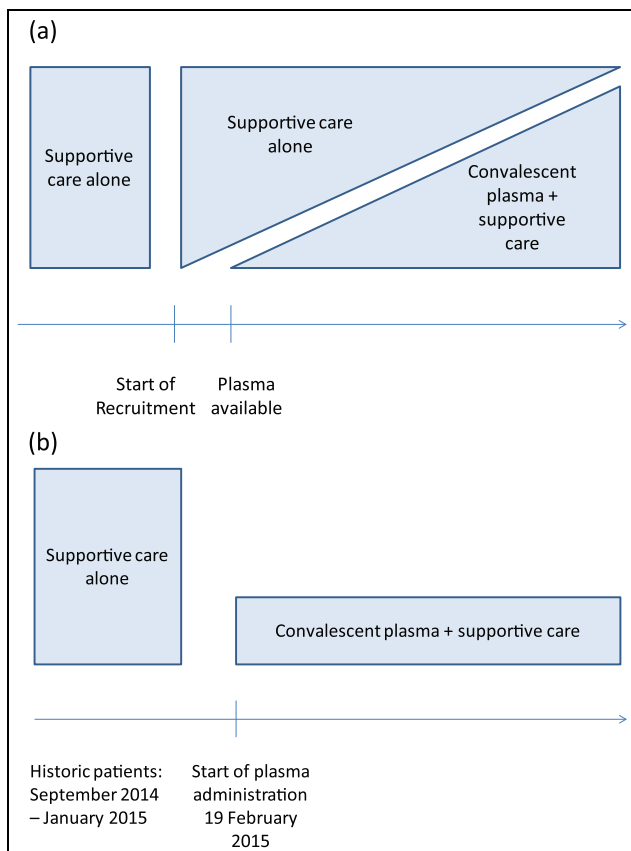 (a)
Supportive care
alone
Supportive care
alone
Convalescent
plasma +
supportive
care
Start of
Recruitment
Plasma
available
(b)
Supportive care
alone
Convalescent plasma + supportive care
Historic patients:
September 2014
– January 2015
Start of plasma
administration
19 February
2015